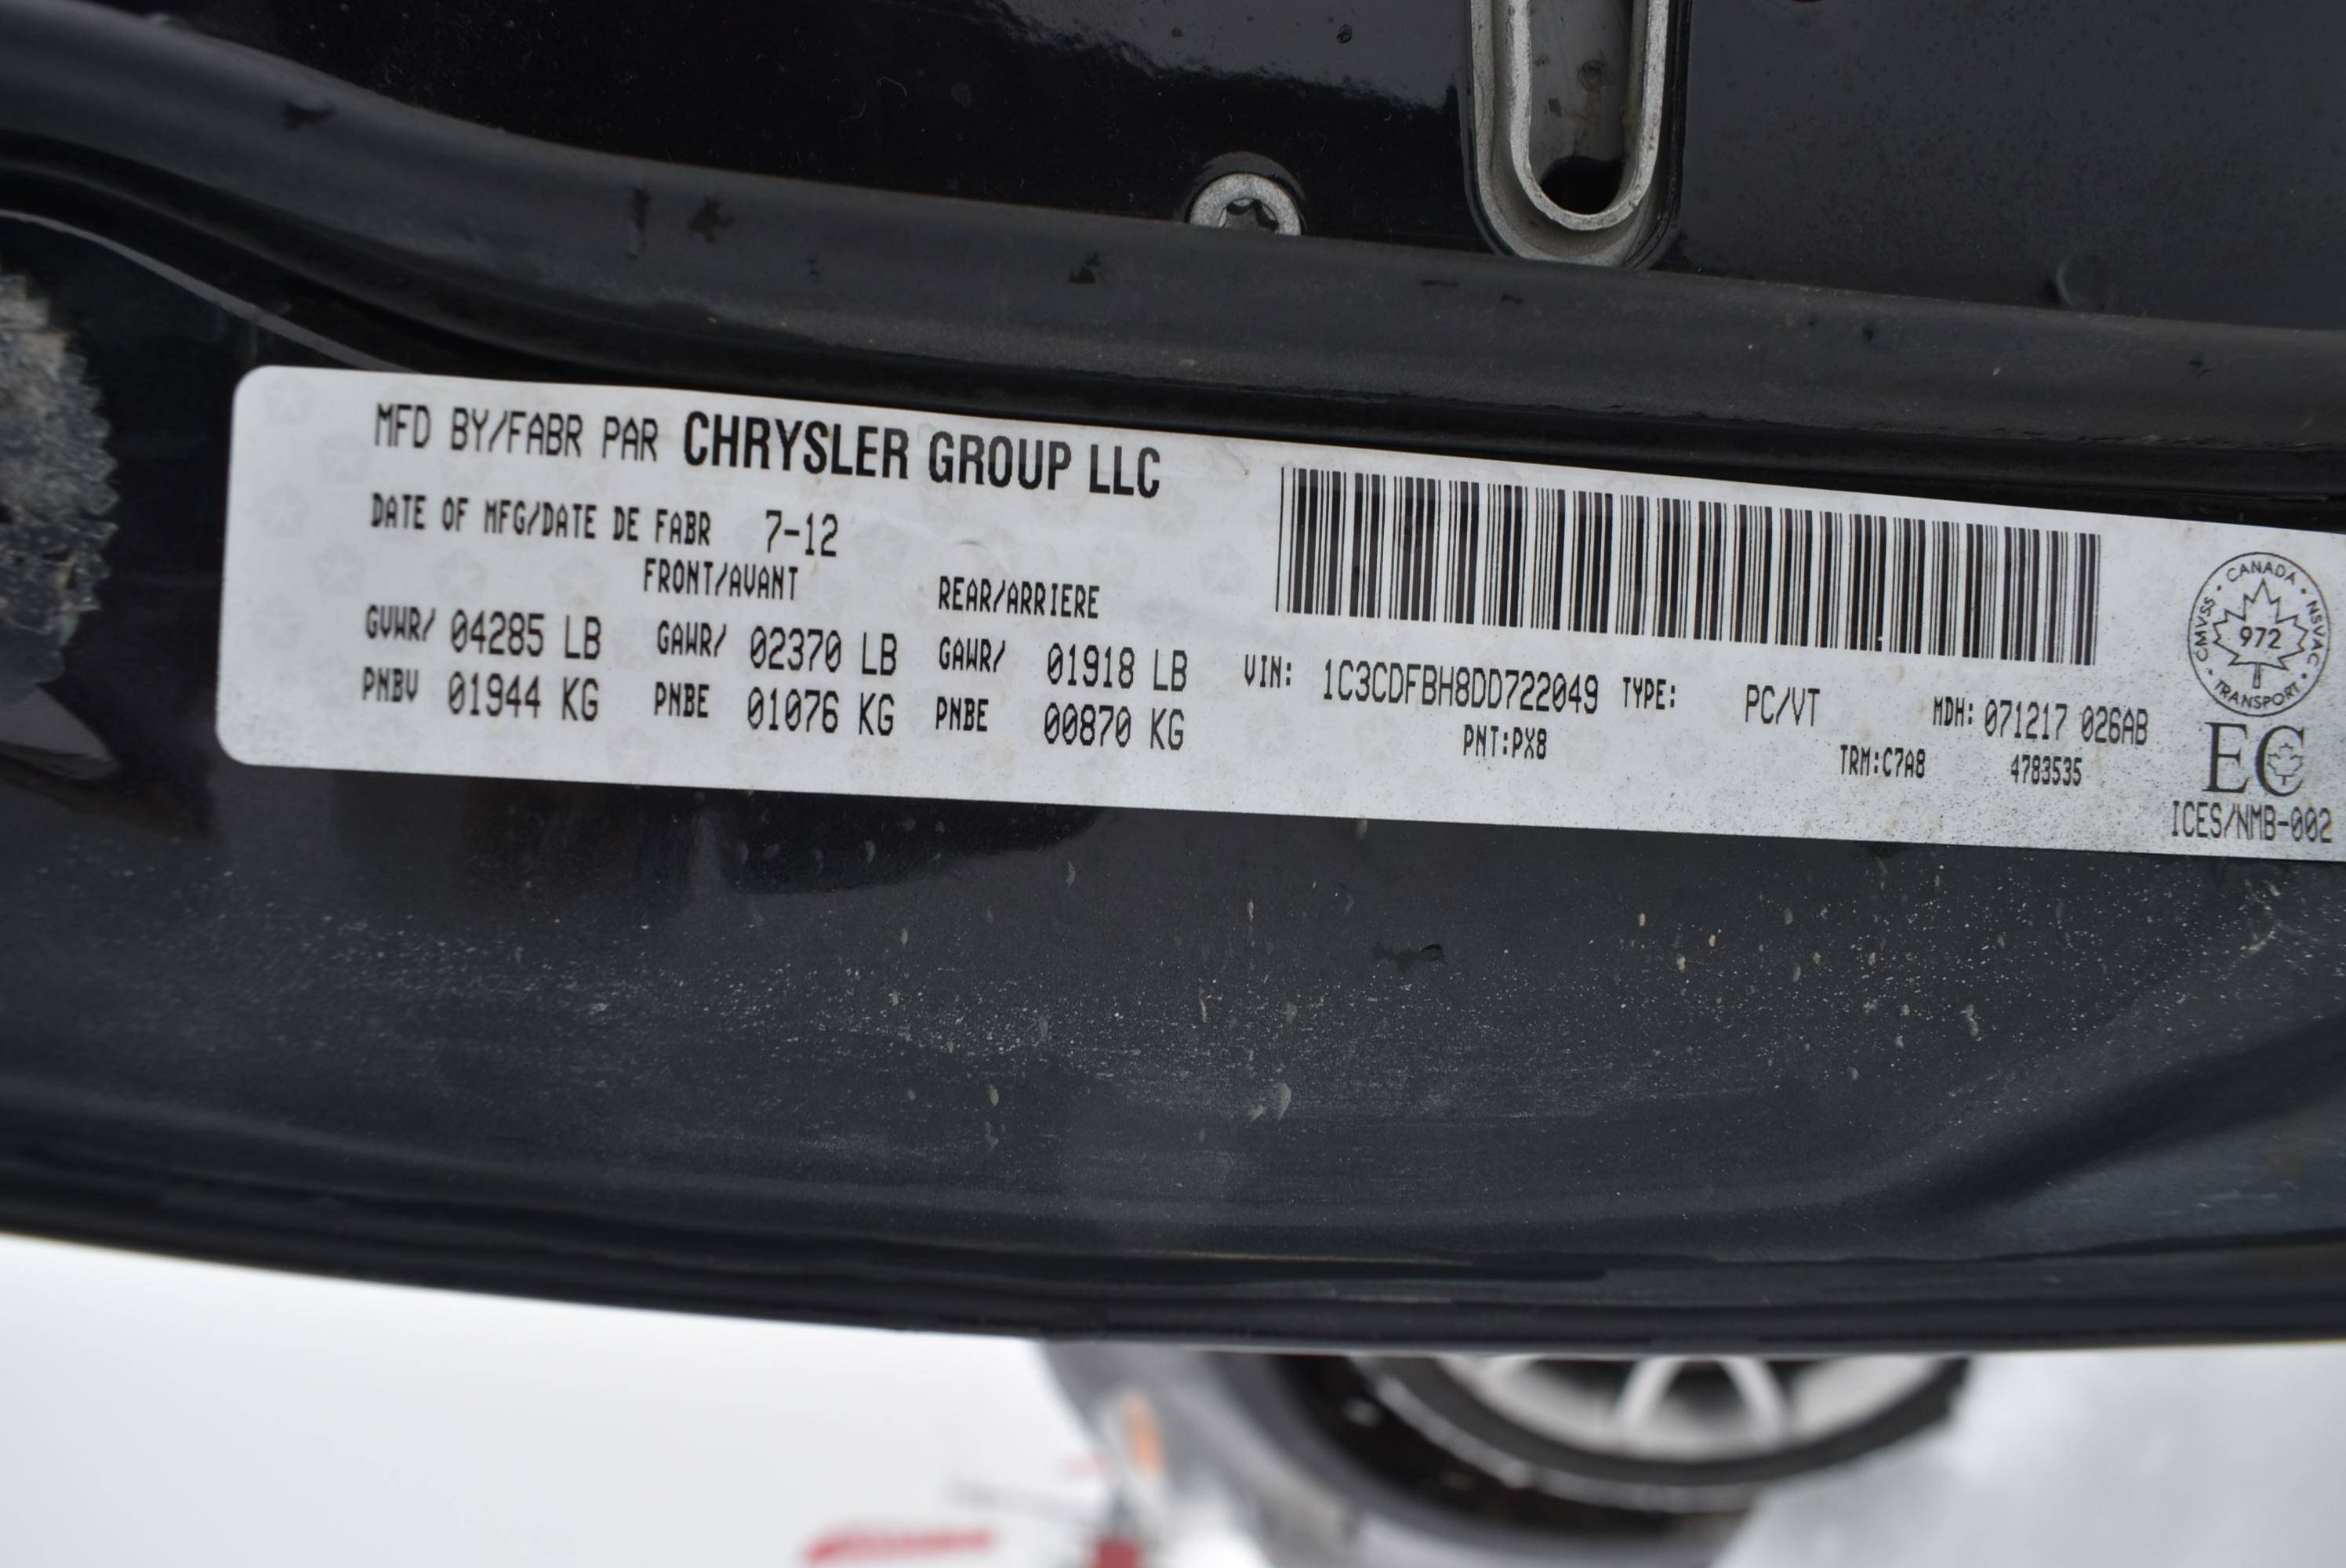 MFD BY/FABR PAR CHRYSLER GROUP LLC
DATE OF MFG/DATE DE FABR 7-12
FRONT/AVANT REAR/ARRIERE
GVWR/ 04285 LB GAWR/ 02370 LB GAWR/ 01918 LB
PNBV 01944 KG PNBE 01076 KG PNBE 00870 KG
VIN: 1C3CDFBH8DD722049 TYPE: PC/VT MDH: 071217 026AB
PNT:PX8 TRM:C7A8 4783535
CANADA · NSVAC · TRANSPORT · CMVSS ·
972
EC
ICES/NMB-002